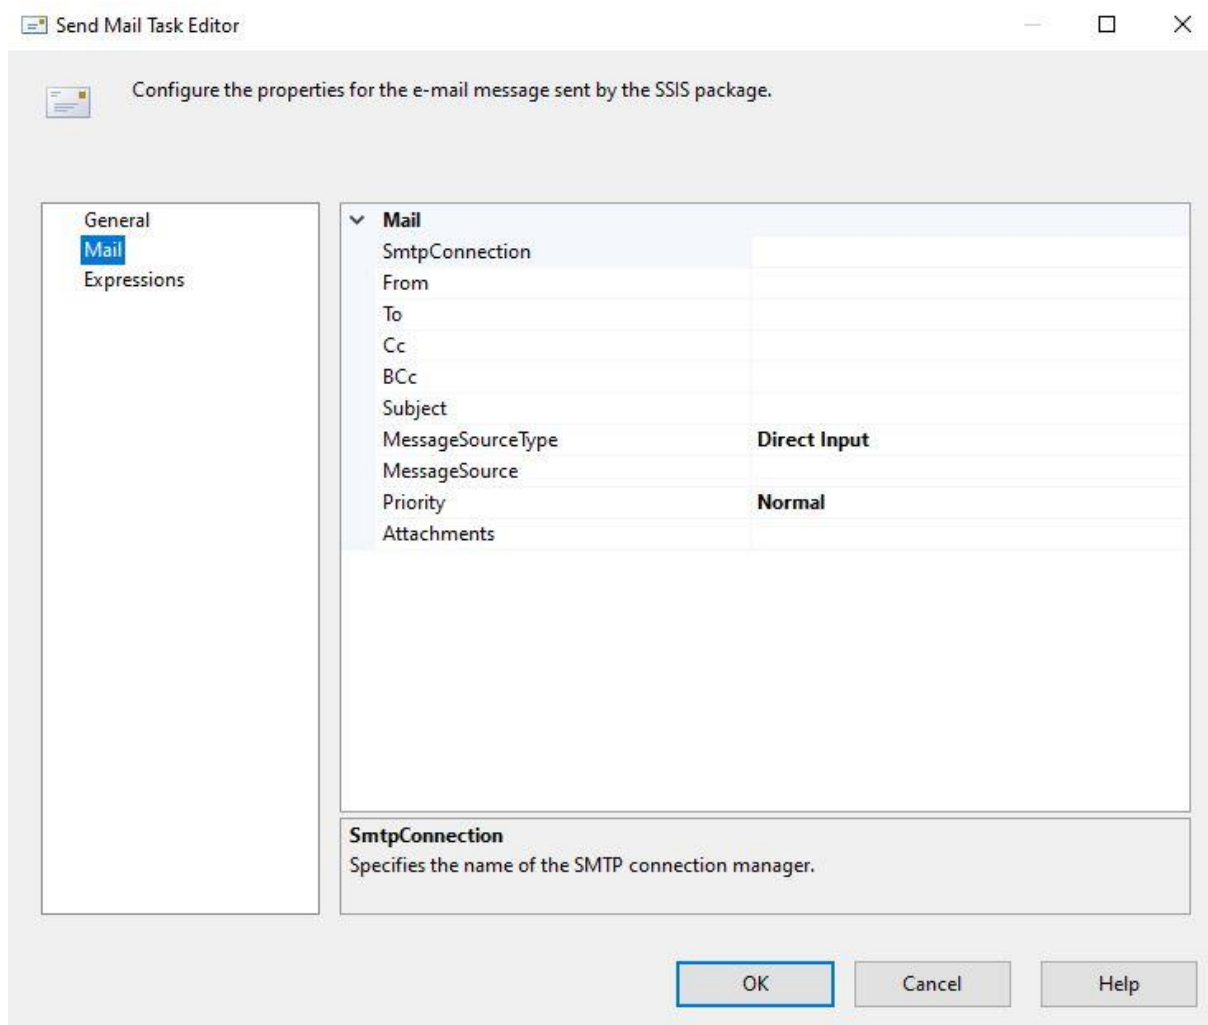 Send Mail Task Editor
Configure the properties for the e-mail message sent by the SSIS package.
General
Mail
Expressions
Mail
SmtpConnection
From
To
Cc
BCc
Subject
MessageSourceType Direct Input
MessageSource
Priority Normal
Attachments
SmtpConnection
Specifies the name of the SMTP connection manager.
OK Cancel Help